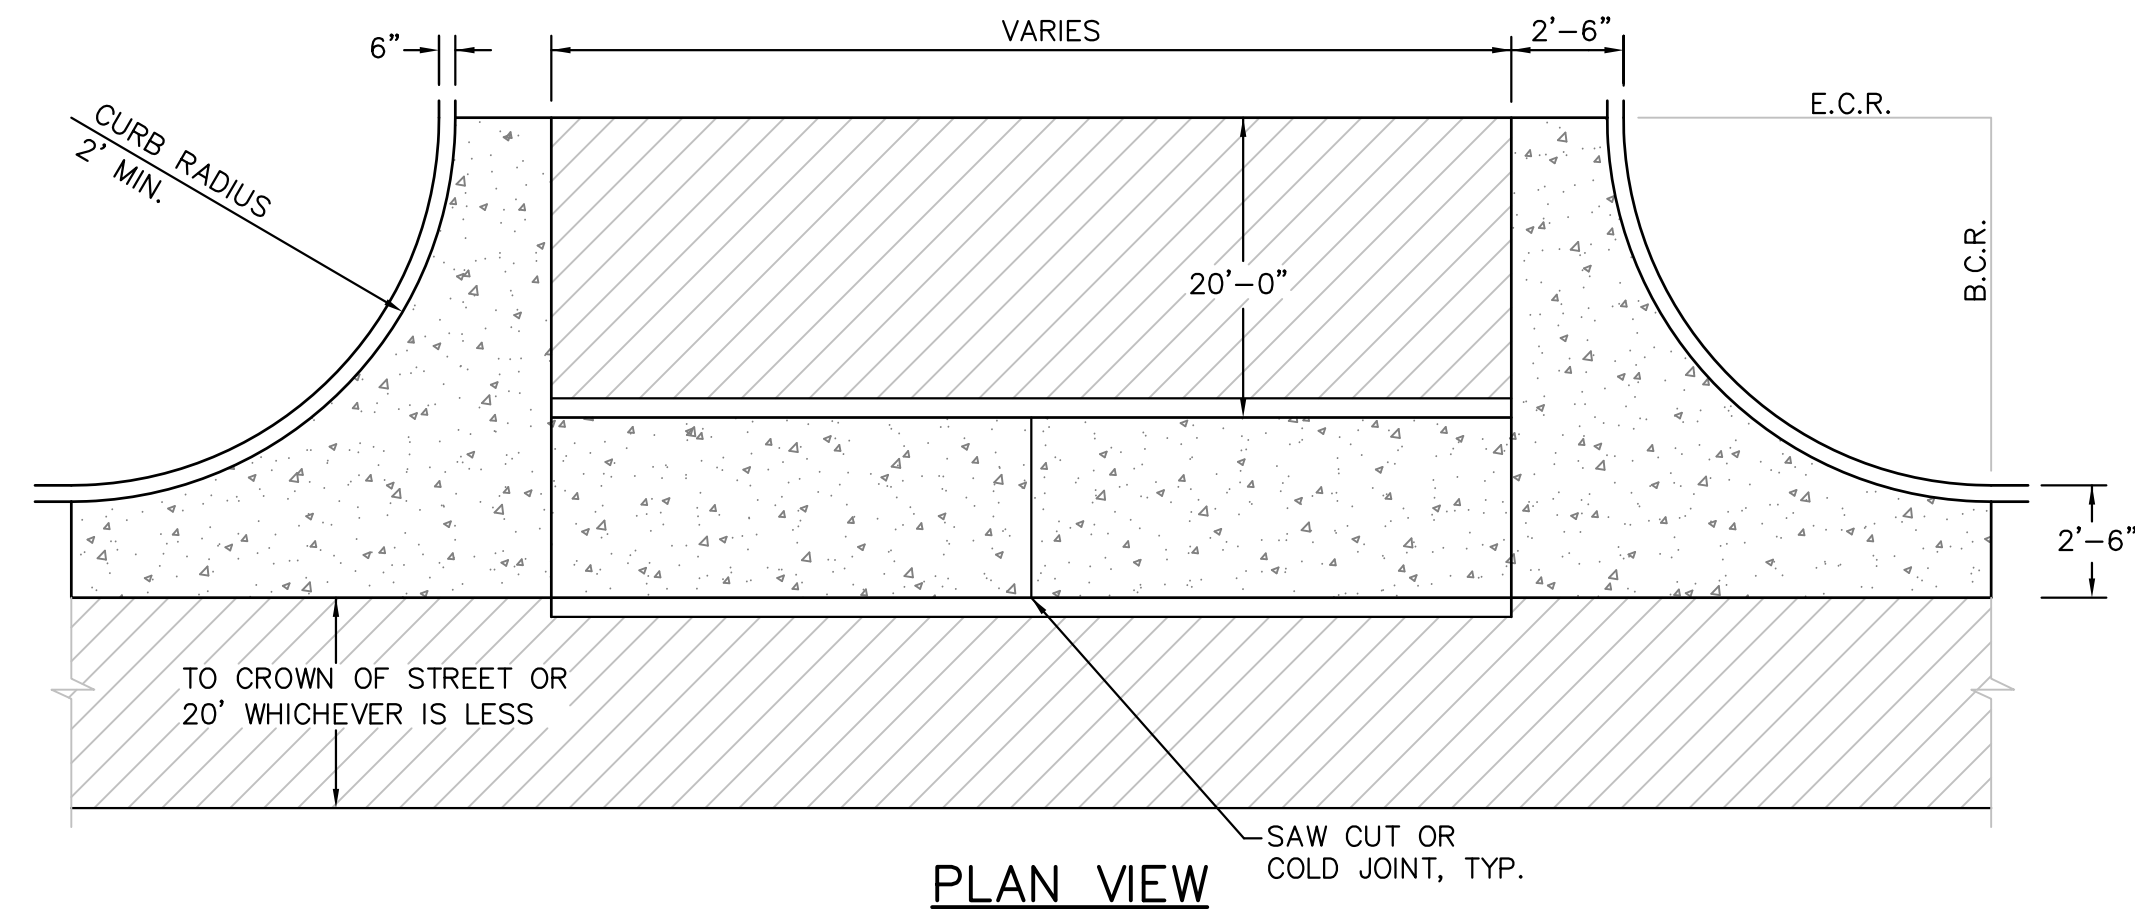 6”
VARIES
2’-6”
E.C.R.
CURB RADIUS
2’ MIN.
B.C.R.
20’-0”
2’-6”
TO CROWN OF STREET OR
20’ WHICHEVER IS LESS
SAW CUT OR
COLD JOINT, TYP.
PLAN VIEW